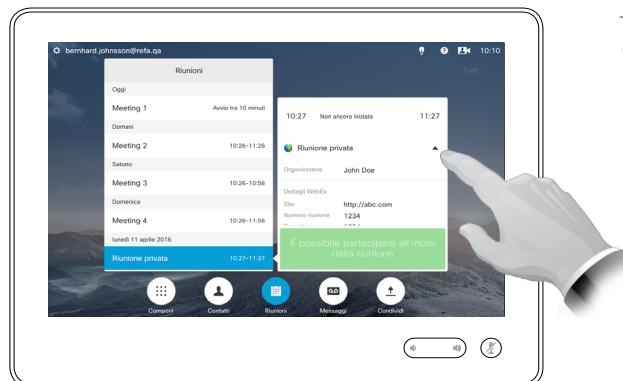 bernhard.johnsson@refa.qa
10:10
Riunioni
Oggi
Meeting 1 Avvio tra 10 minuti
Domani
Meeting 2 10:26-11:26
Sabato
Meeting 3 10:26-10:56
Domenica
Meeting 4 10:26-11:56
lunedì 11 aprile 2016
Riunione privata 10:27-11:27
10:27 Non ancora iniziata 11:27
Riunione privata
Organizzatore John Doe
Dettagli WebEx
Sito http://abc.com
Numero riunione 1234
È possibile partecipare all'inizio
della riunione
Componi Contatti Riunioni Messaggi Condividi